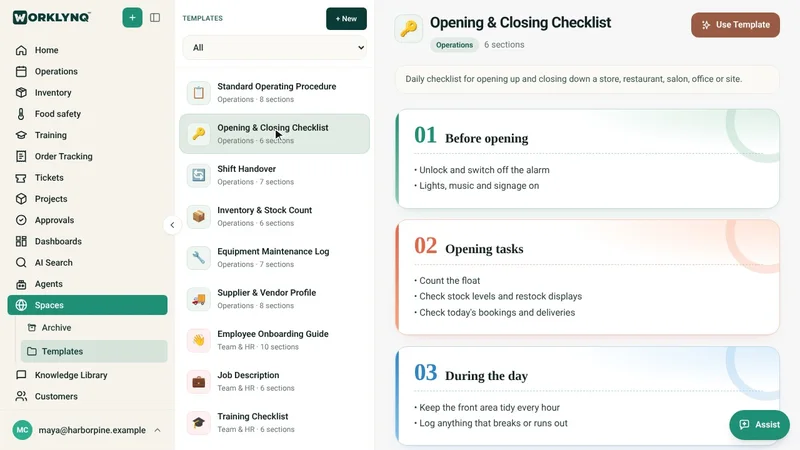 WORKLYNQ
Home
Operations
Inventory
Food safety
Training
Order Tracking
Tickets
Projects
Approvals
Dashboards
AI Search
Agents
Spaces
Archive
Templates
Knowledge Library
Customers
MC
maya@harborpine.example
TEMPLATES
+ New
All
Standard Operating Procedure
Operations · 8 sections
Opening & Closing Checklist
Operations · 6 sections
Shift Handover
Operations · 7 sections
Inventory & Stock Count
Operations · 6 sections
Equipment Maintenance Log
Operations · 7 sections
Supplier & Vendor Profile
Operations · 8 sections
Employee Onboarding Guide
Team & HR · 10 sections
Job Description
Team & HR · 6 sections
Training Checklist
Team & HR · 6 sections
Opening & Closing Checklist
Operations 6 sections
Use Template
Daily checklist for opening up and closing down a store, restaurant, salon, office or site.
01 Before opening
• Unlock and switch off the alarm
• Lights, music and signage on
02 Opening tasks
• Count the float
• Check stock levels and restock displays
• Check today's bookings and deliveries
03 During the day
• Keep the front area tidy every hour
• Log anything that breaks or runs out
Assist